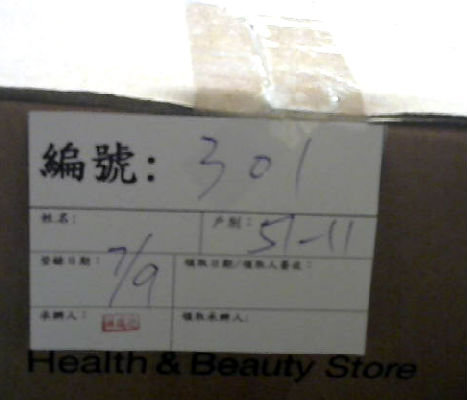 編號: 301
姓名: 戶別: 51-11
登錄日期: 7/9 領取日期/領取人簽收:
承辦人: 領取承辦人:
Health & Beauty Store